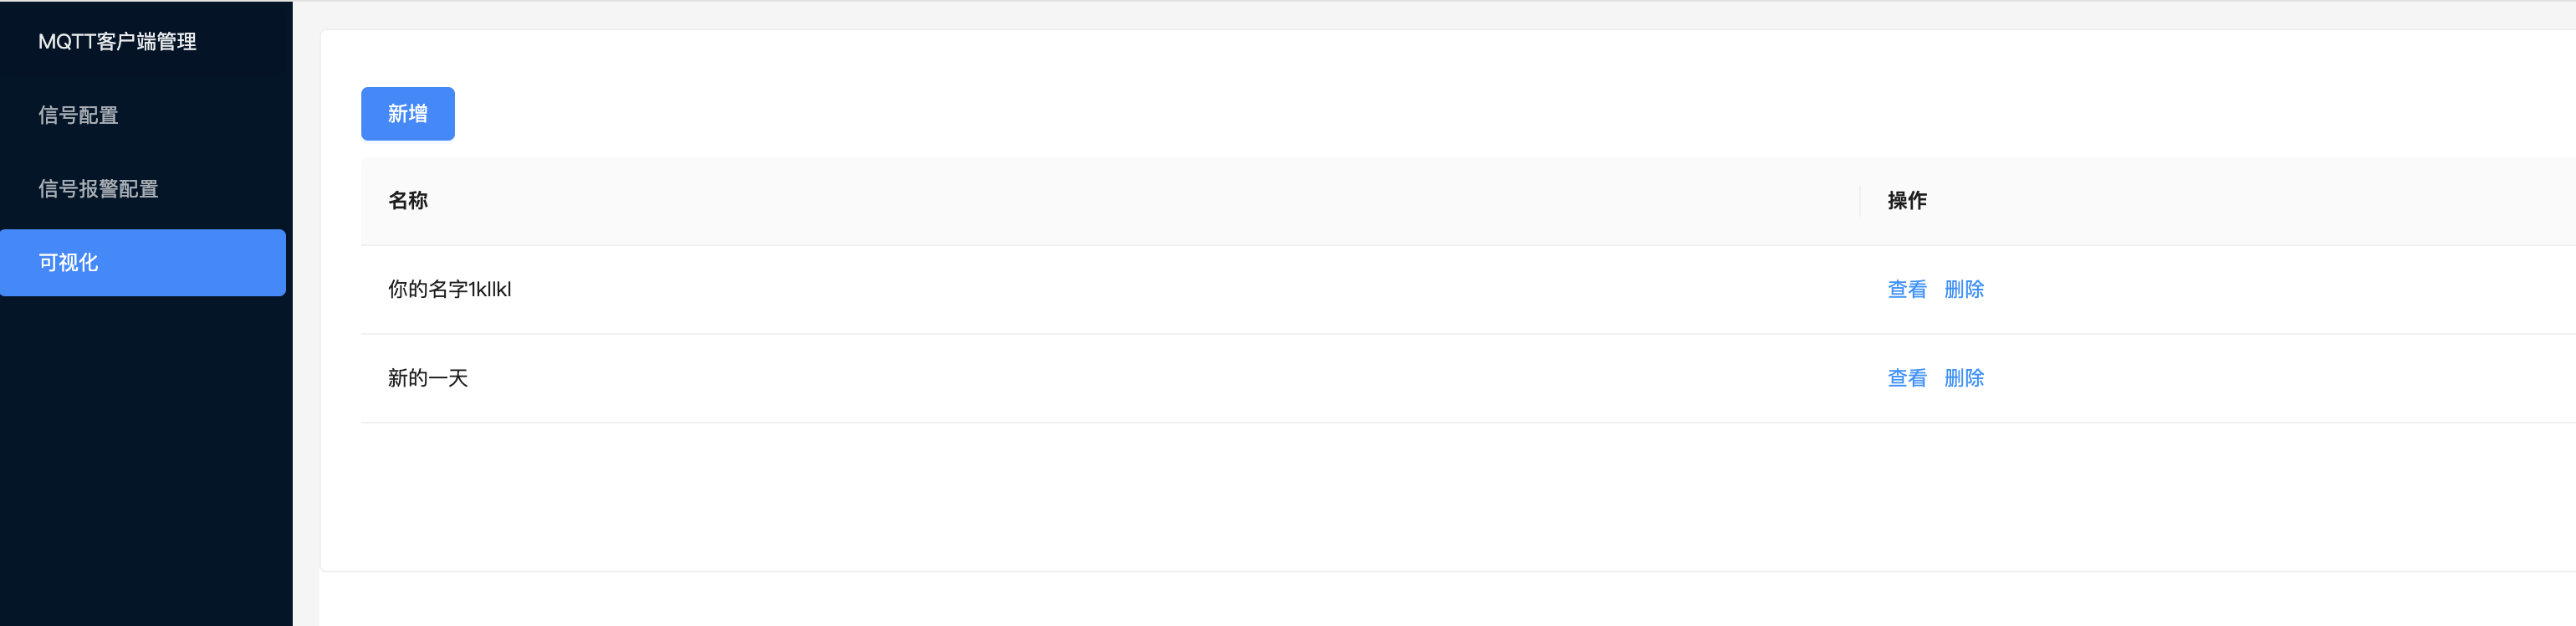 MQTT客户端管理
信号配置
信号报警配置
可视化
新增
名称 操作
你的名字1kllkl 查看 删除
新的一天 查看 删除